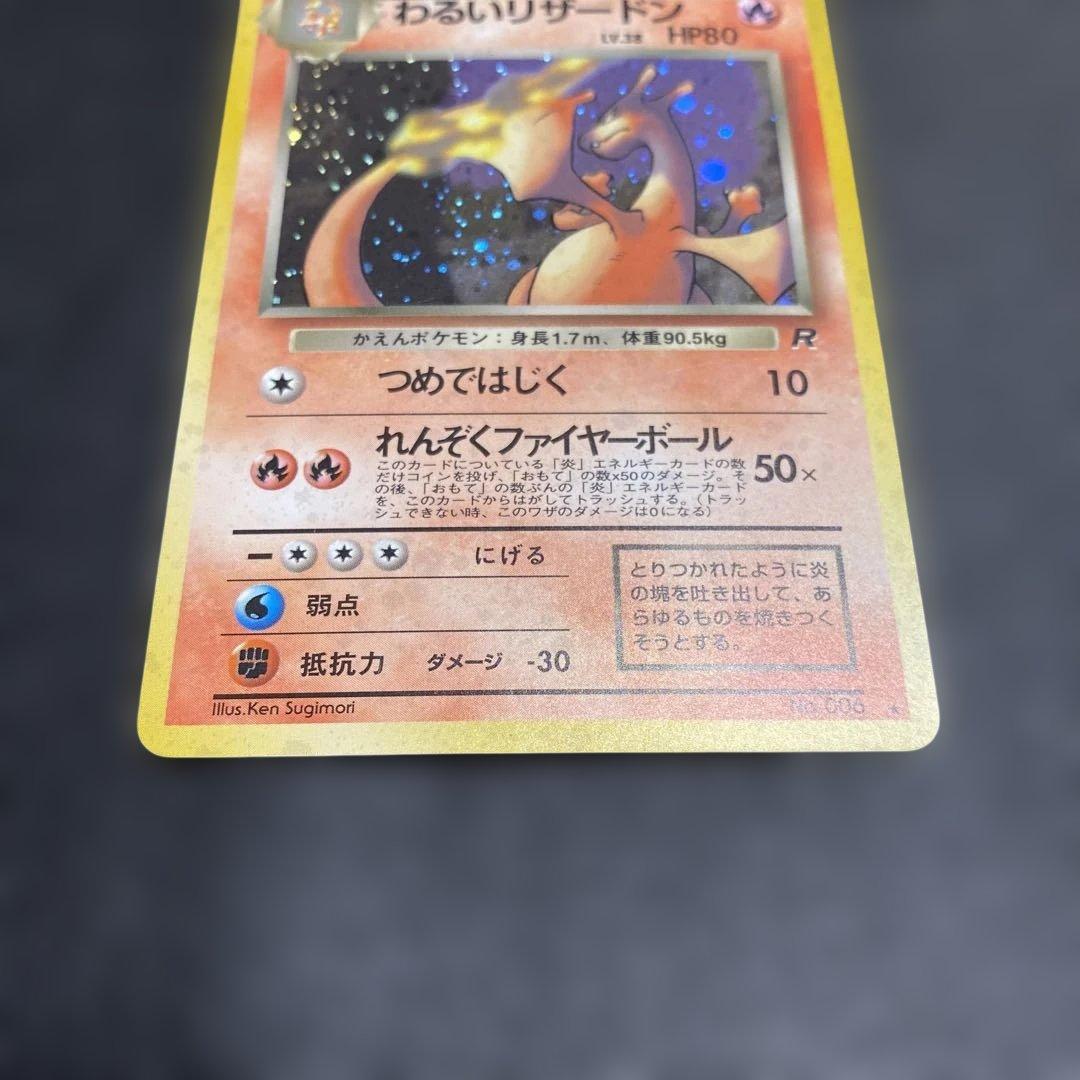 わるいリザードン
LV.38 HP80
かえんポケモン：身長1.7m、体重90.5kg R
つめではじく 10
れんぞくファイヤーボール 50×
このカードについている「炎」エネルギーカードの数
だけコインを投げ、「おもて」の数x50のダメージ。そ
の後、「おもて」の数ぶんの「炎」エネルギーカード
を、このカードからはがしてトラッシュする。（トラッ
シュできない時、このワザのダメージは0になる）
にげる
弱点
抵抗力 ダメージ -30
とりつかれたように炎
の塊を吐き出して、あ
らゆるものを焼きつく
そうとする。
Illus.Ken Sugimori No.006